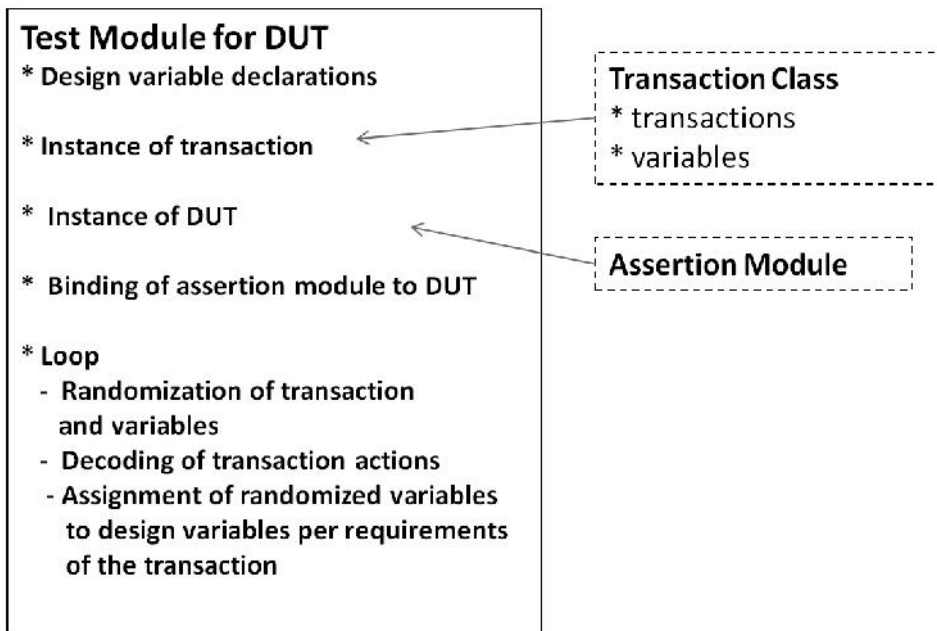 Test Module for DUT
* Design variable declarations
* Instance of transaction
* Instance of DUT
* Binding of assertion module to DUT
* Loop
- Randomization of transaction
and variables
- Decoding of transaction actions
- Assignment of randomized variables
to design variables per requirements
of the transaction
Transaction Class
* transactions
* variables
Assertion Module